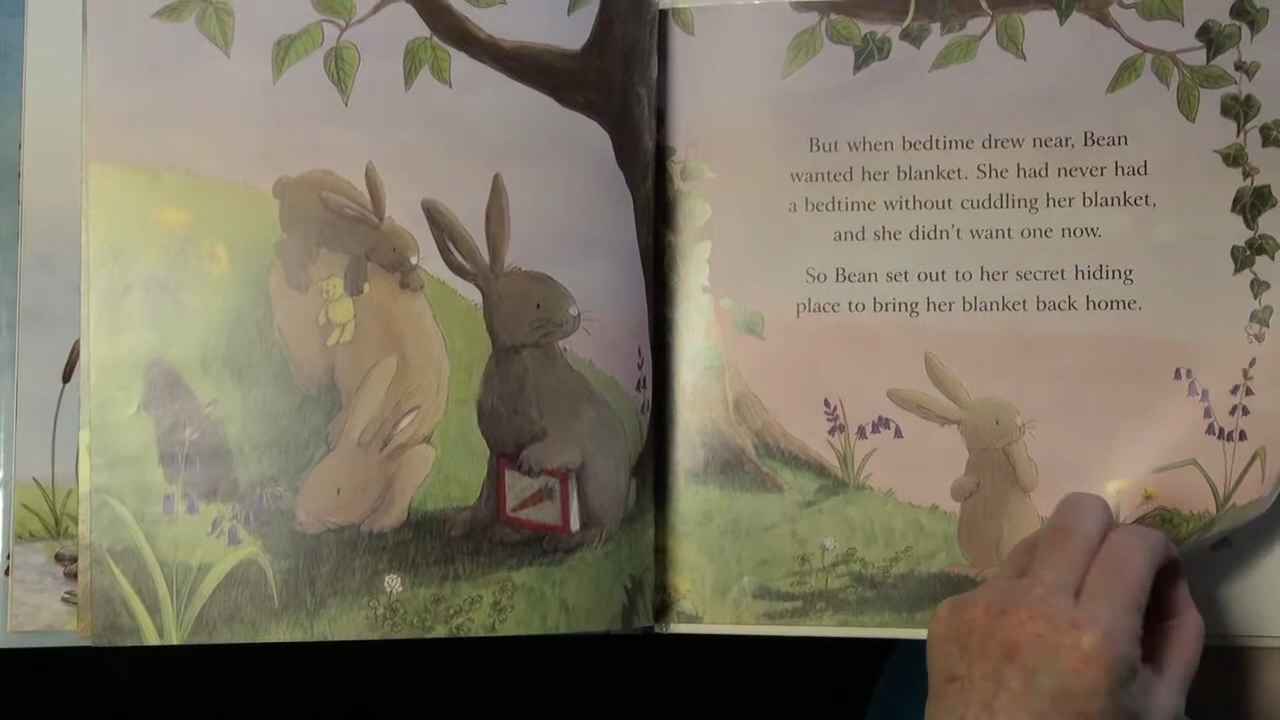 But when bedtime drew near, Bean
wanted her blanket. She had never had
a bedtime without cuddling her blanket,
and she didn't want one now.
So Bean set out to her secret hiding
place to bring her blanket back home.